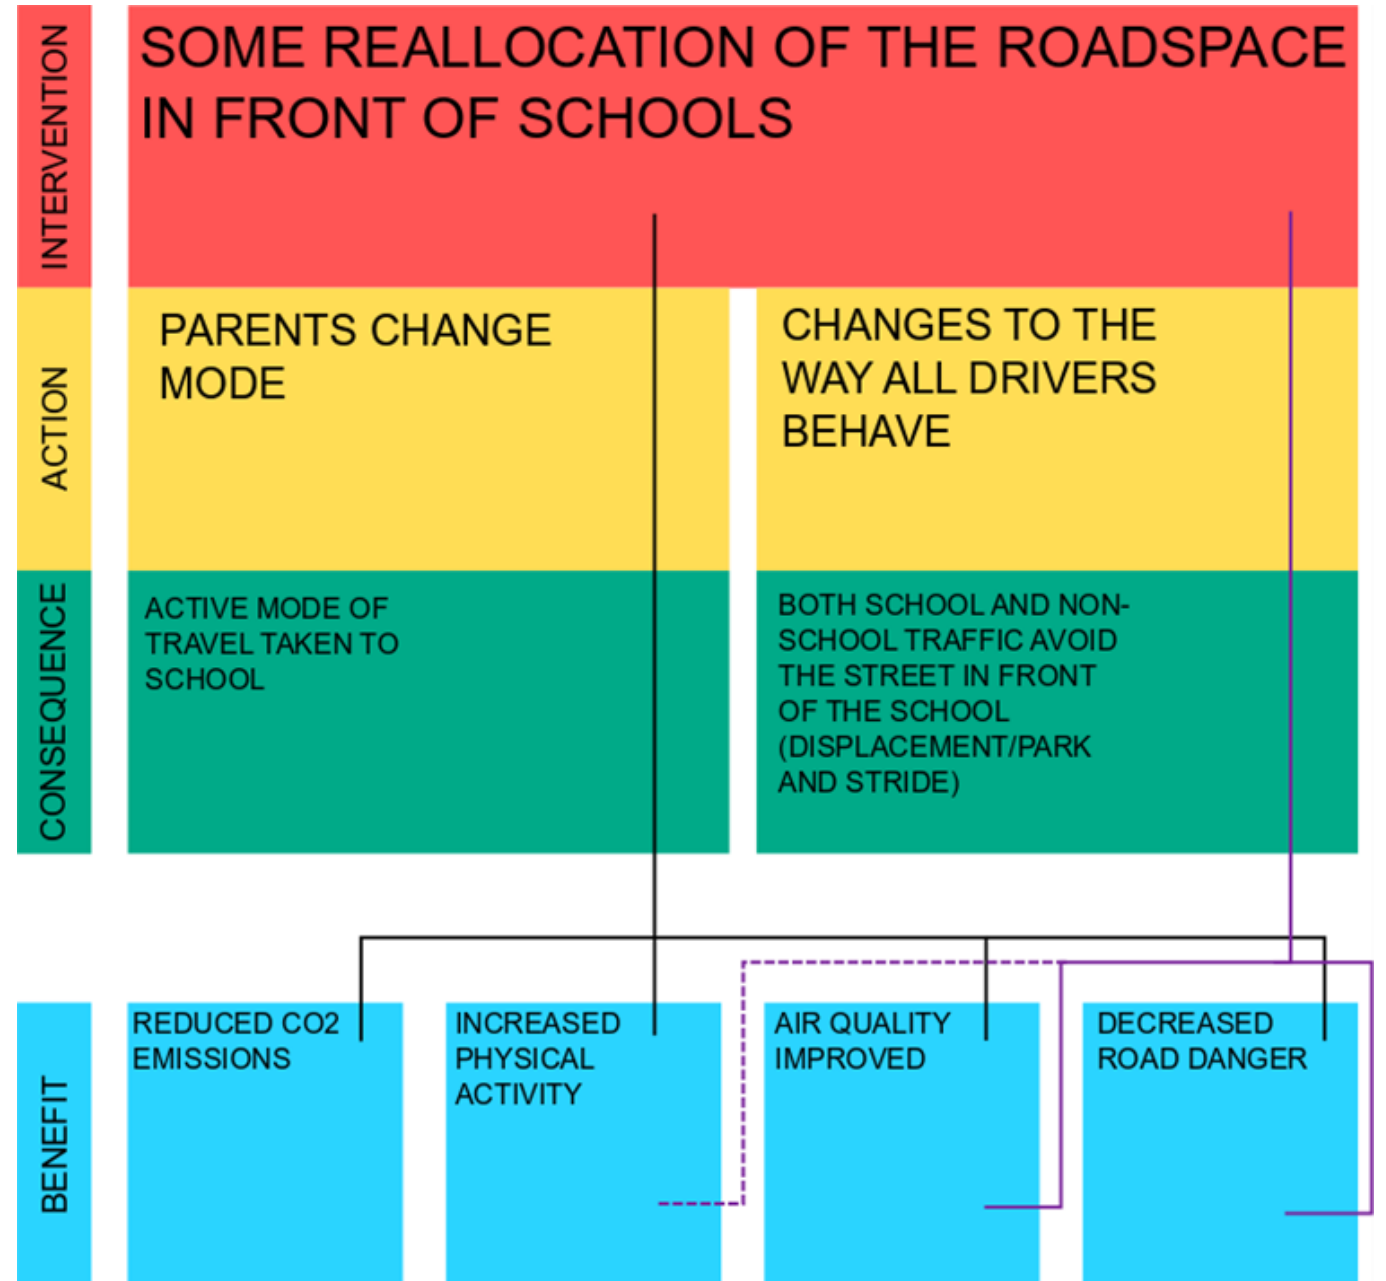 INTERVENTION
SOME REALLOCATION OF THE ROADSPACE
IN FRONT OF SCHOOLS
ACTION
PARENTS CHANGE
MODE
CHANGES TO THE
WAY ALL DRIVERS
BEHAVE
CONSEQUENCE
ACTIVE MODE OF
TRAVEL TAKEN TO
SCHOOL
BOTH SCHOOL AND NON-
SCHOOL TRAFFIC AVOID
THE STREET IN FRONT
OF THE SCHOOL
(DISPLACEMENT/PARK
AND STRIDE)
BENEFIT
REDUCED CO2
EMISSIONS
INCREASED
PHYSICAL
ACTIVITY
AIR QUALITY
IMPROVED
DECREASED
ROAD DANGER